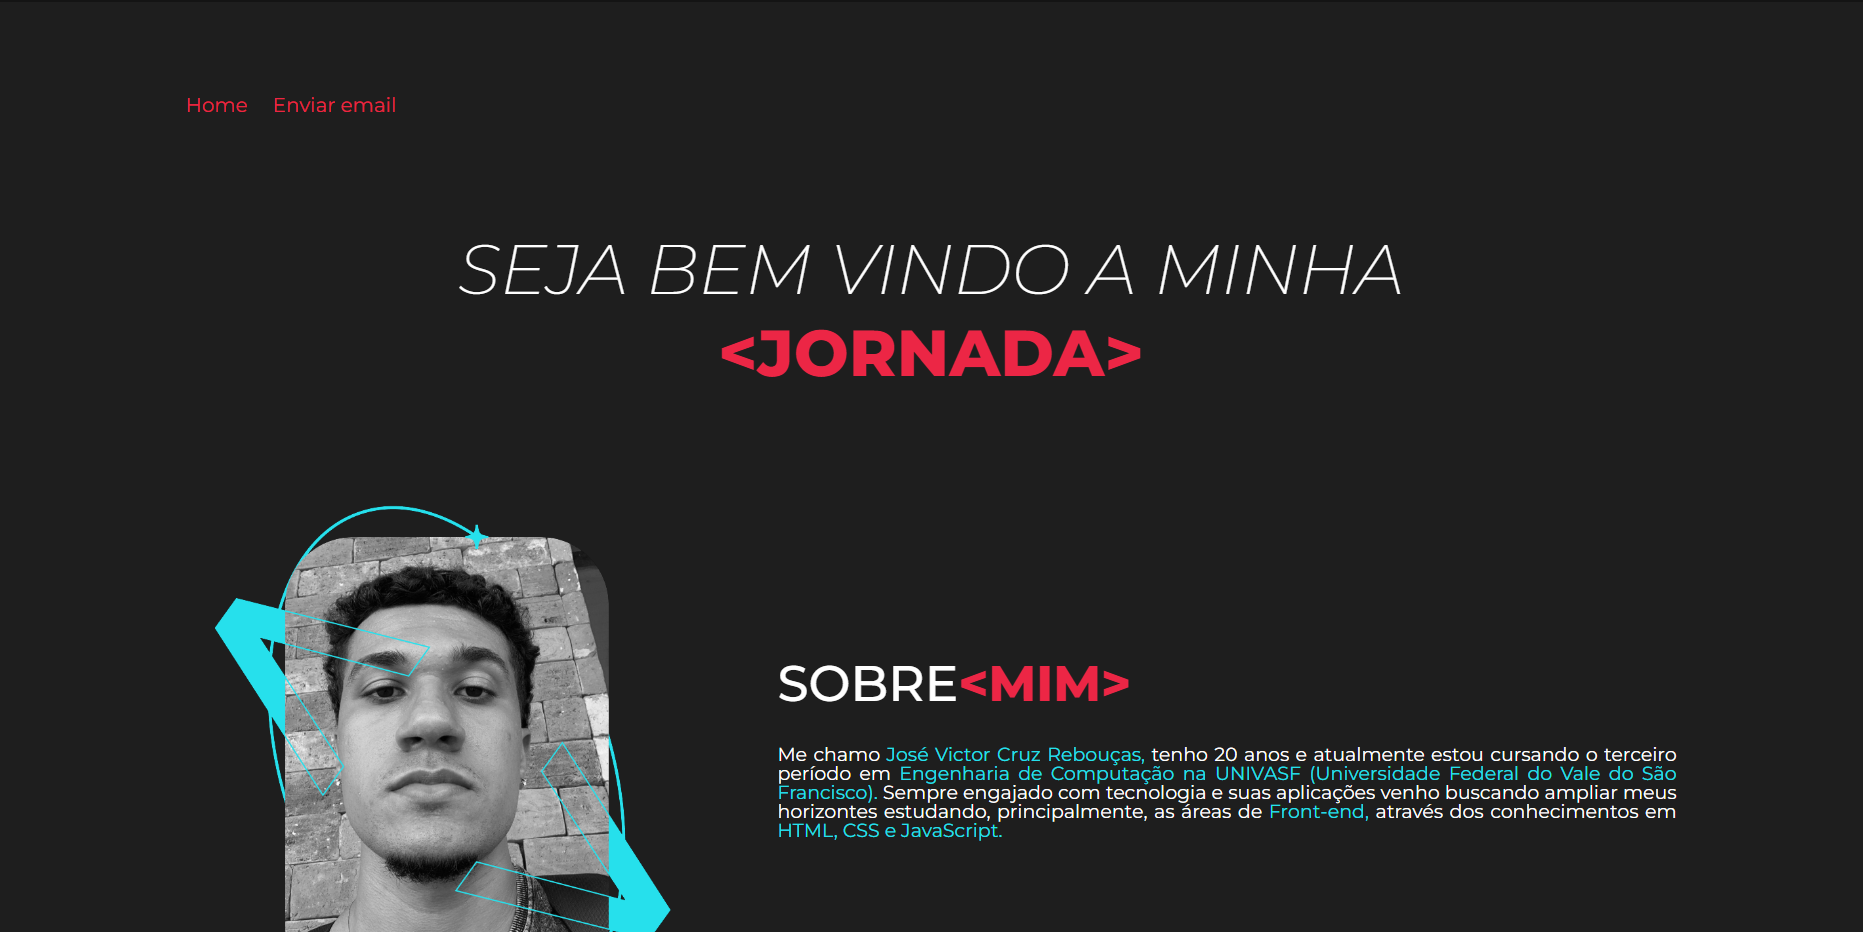 Home Enviar email
SEJA BEM VINDO A MINHA
<JORNADA>
SOBRE<MIM>
Me chamo José Victor Cruz Rebouças, tenho 20 anos e atualmente estou cursando o terceiro
período em Engenharia de Computação na UNIVASF (Universidade Federal do Vale do São
Francisco). Sempre engajado com tecnologia e suas aplicações venho buscando ampliar meus
horizontes estudando, principalmente, as áreas de Front-end, através dos conhecimentos em
HTML, CSS e JavaScript.